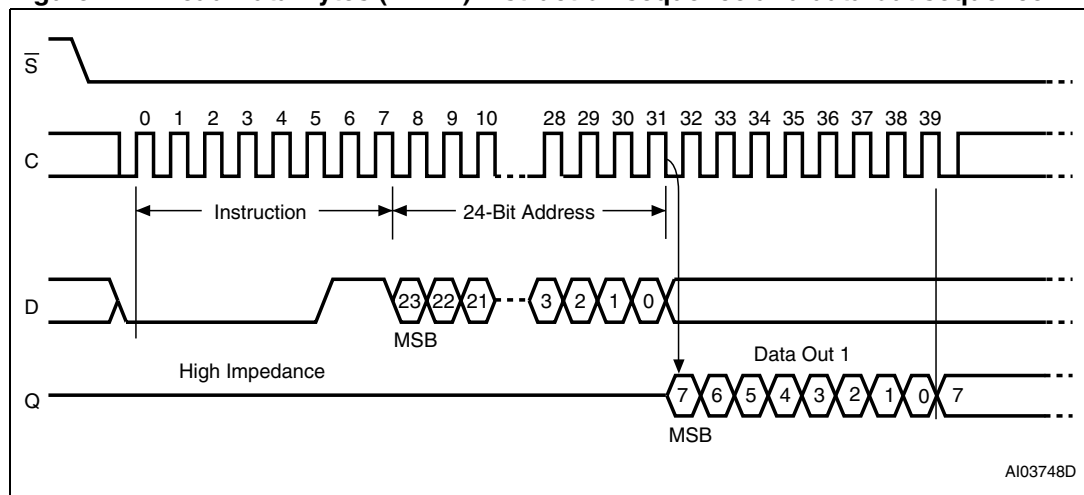 S
0 1 2 3 4 5 6 7 8 9 10 28 29 30 31 32 33 34 35 36 37 38 39
C
Instruction 24-Bit Address
D
23 22 21 3 2 1 0
MSB
Data Out 1
High Impedance
Q
7 6 5 4 3 2 1 0 7
MSB
AI03748D